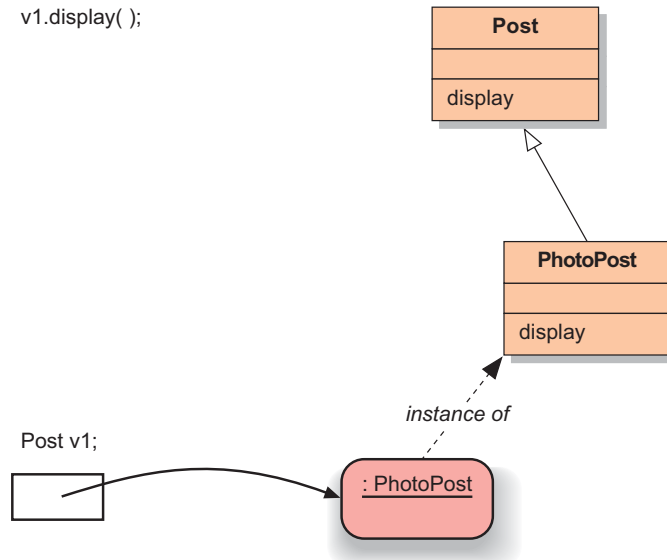 v1.display( );
Post
display
PhotoPost
display
instance of
Post v1;
: PhotoPost